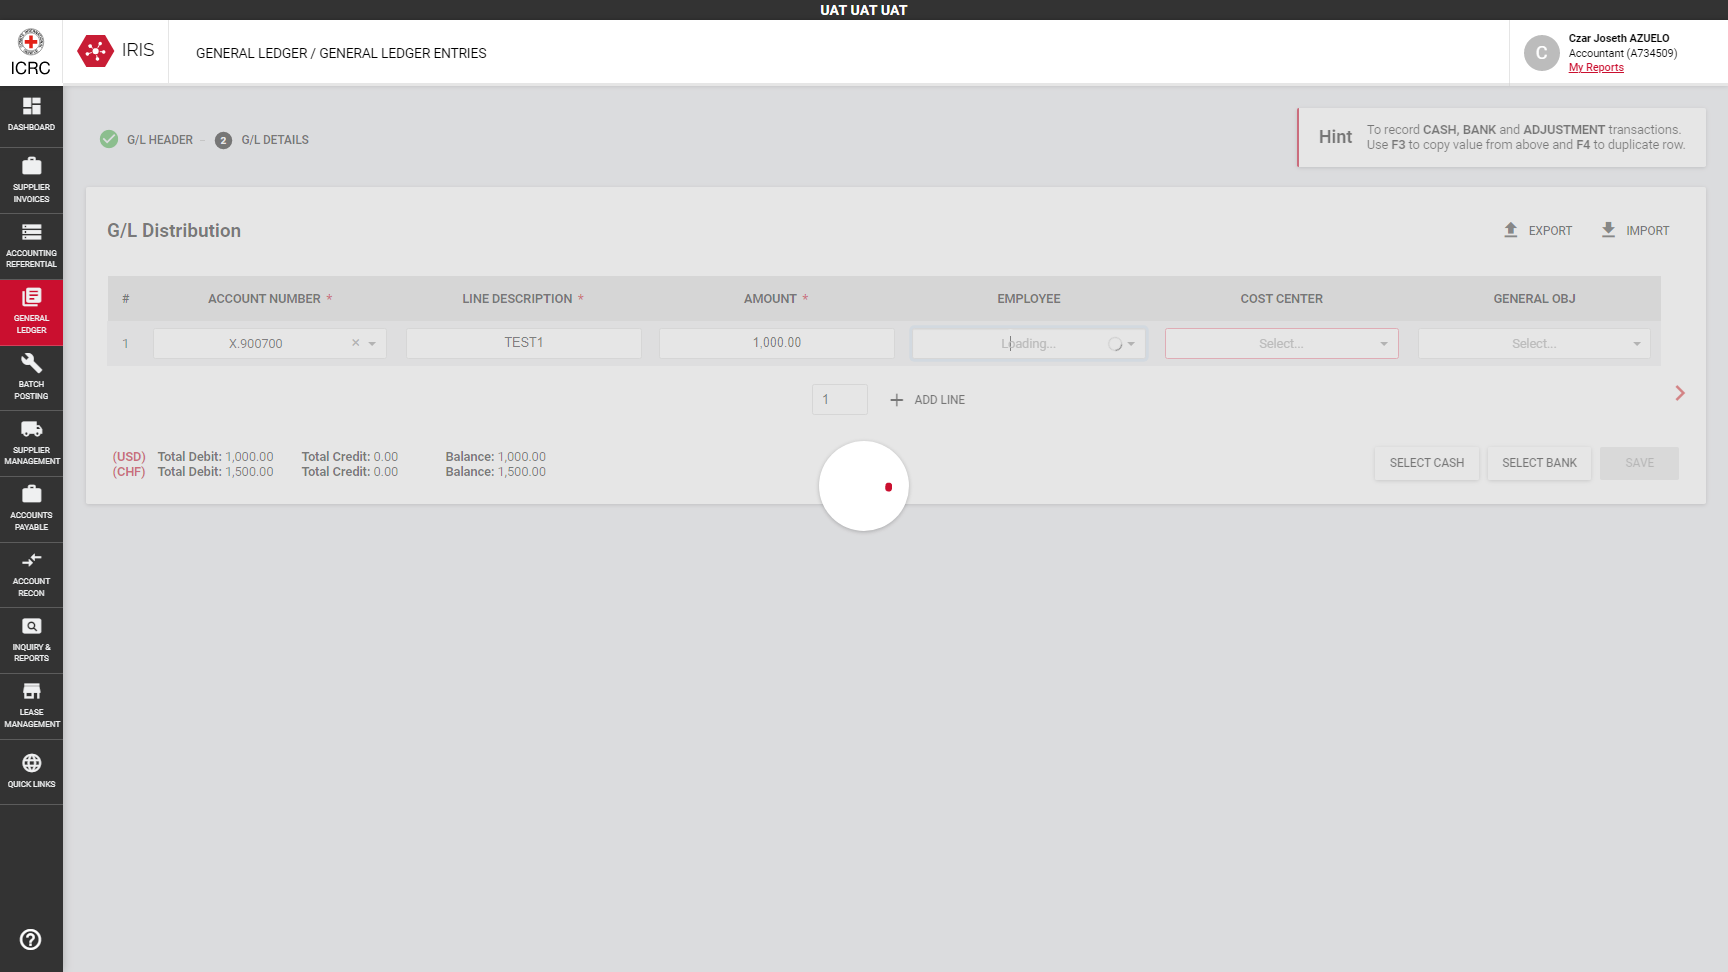 UAT UAT UAT
ICRC
IRIS
GENERAL LEDGER / GENERAL LEDGER ENTRIES
C
Czar Joseth AZUELO
Accountant (A734509)
My Reports
DASHBOARD
SUPPLIER
INVOICES
ACCOUNTING
REFERENTIAL
GENERAL
LEDGER
BATCH
POSTING
SUPPLIER
MANAGEMENT
ACCOUNTS
PAYABLE
ACCOUNT
RECON
INQUIRY &
REPORTS
LEASE
MANAGEMENT
QUICK LINKS
G/L HEADER - 2 G/L DETAILS
Hint
To record CASH, BANK and ADJUSTMENT transactions.
Use F3 to copy value from above and F4 to duplicate row.
G/L Distribution
EXPORT IMPORT
# ACCOUNT NUMBER * LINE DESCRIPTION * AMOUNT * EMPLOYEE COST CENTER GENERAL OBJ
1 X.900700 × TEST1 1,000.00 Loading... Select... Select...
1 + ADD LINE
(USD) Total Debit: 1,000.00 Total Credit: 0.00 Balance: 1,000.00
(CHF) Total Debit: 1,500.00 Total Credit: 0.00 Balance: 1,500.00
SELECT CASH SELECT BANK SAVE